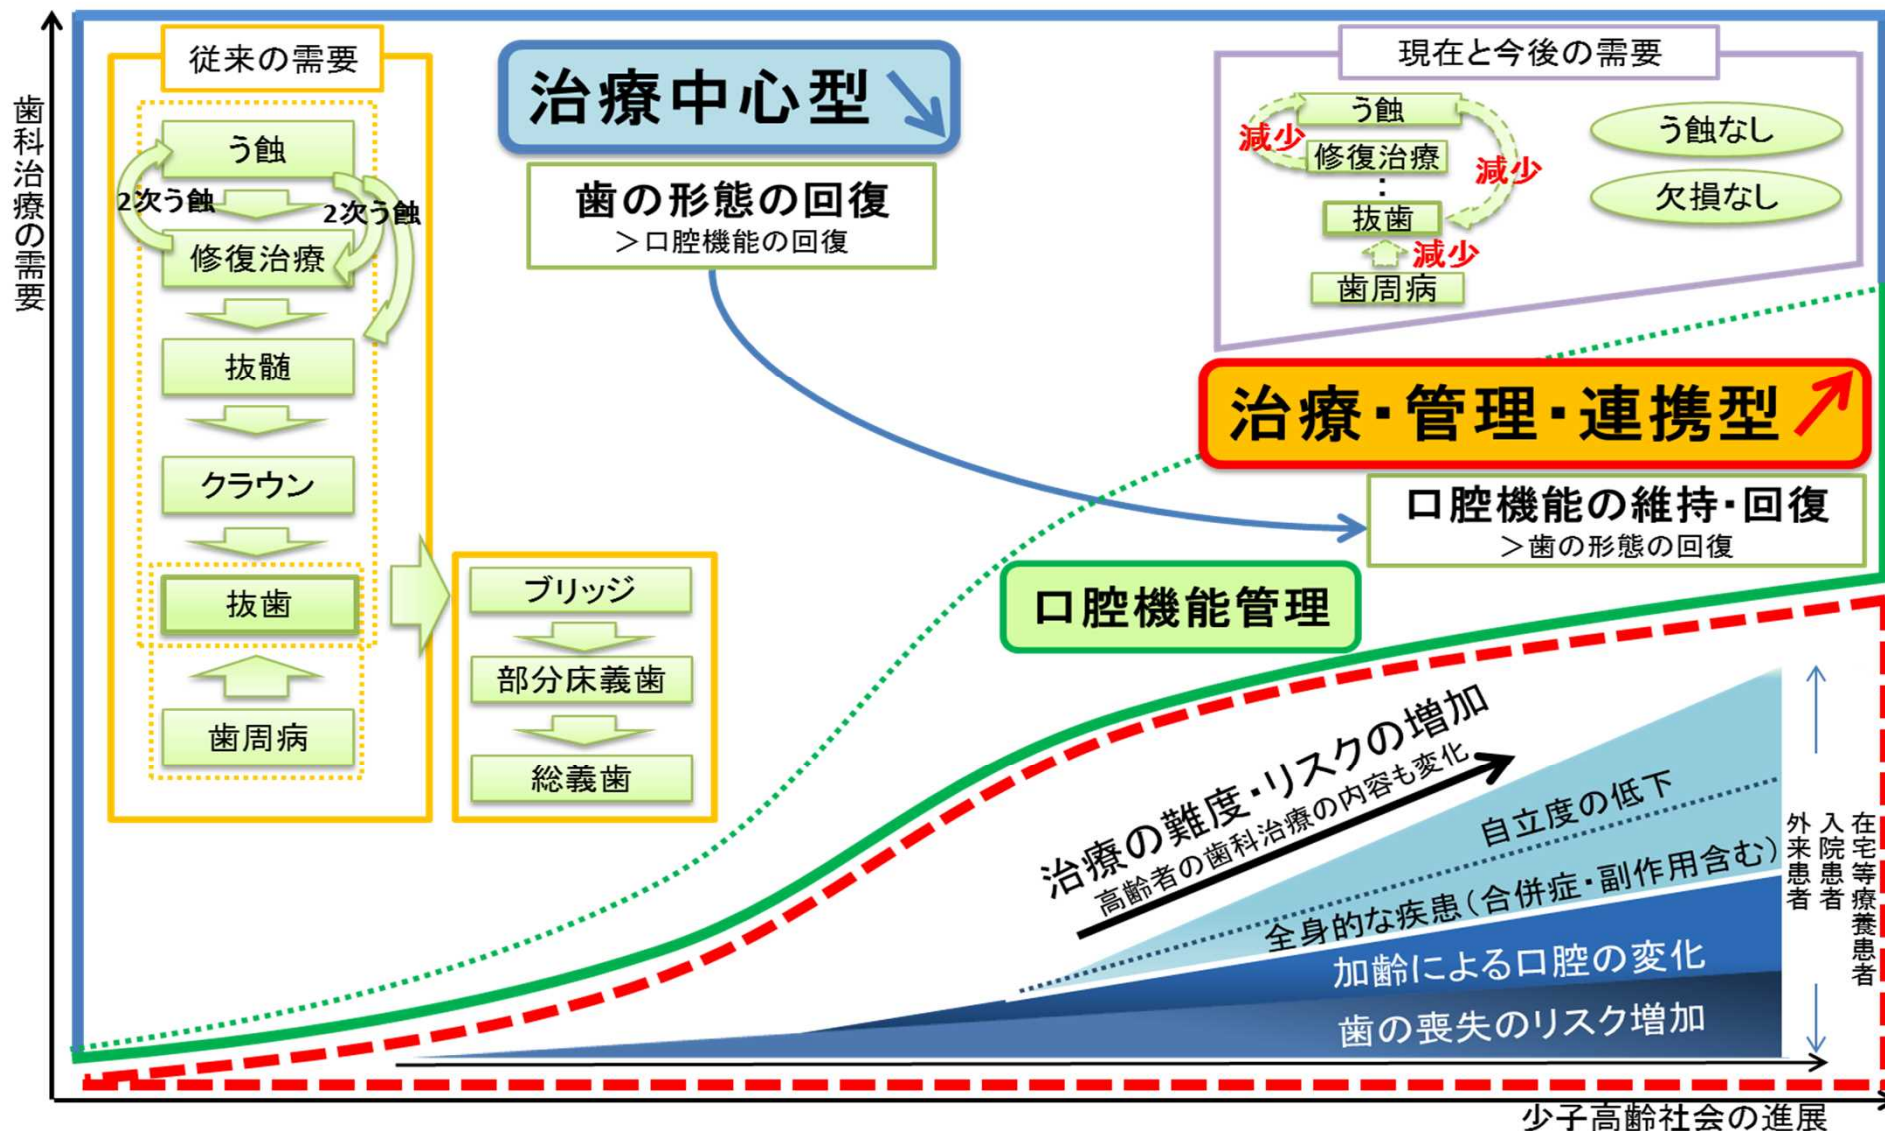 歯科治療の需要
従来の需要
う蝕
2次う蝕
2次う蝕
修復治療
抜髄
クラウン
抜歯
歯周病
ブリッジ
部分床義歯
総義歯
治療中心型
歯の形態の回復
＞口腔機能の回復
現在と今後の需要
う蝕
減少
修復治療
減少
：
抜歯
減少
歯周病
う蝕なし
欠損なし
治療・管理・連携型
口腔機能の維持・回復
＞歯の形態の回復
口腔機能管理
治療の難度・リスクの増加
高齢者の歯科治療の内容も変化
自立度の低下
全身的な疾患（合併症・副作用含む）
加齢による口腔の変化
歯の喪失のリスク増加
在宅等療養患者
入院患者
外来患者
少子高齢社会の進展